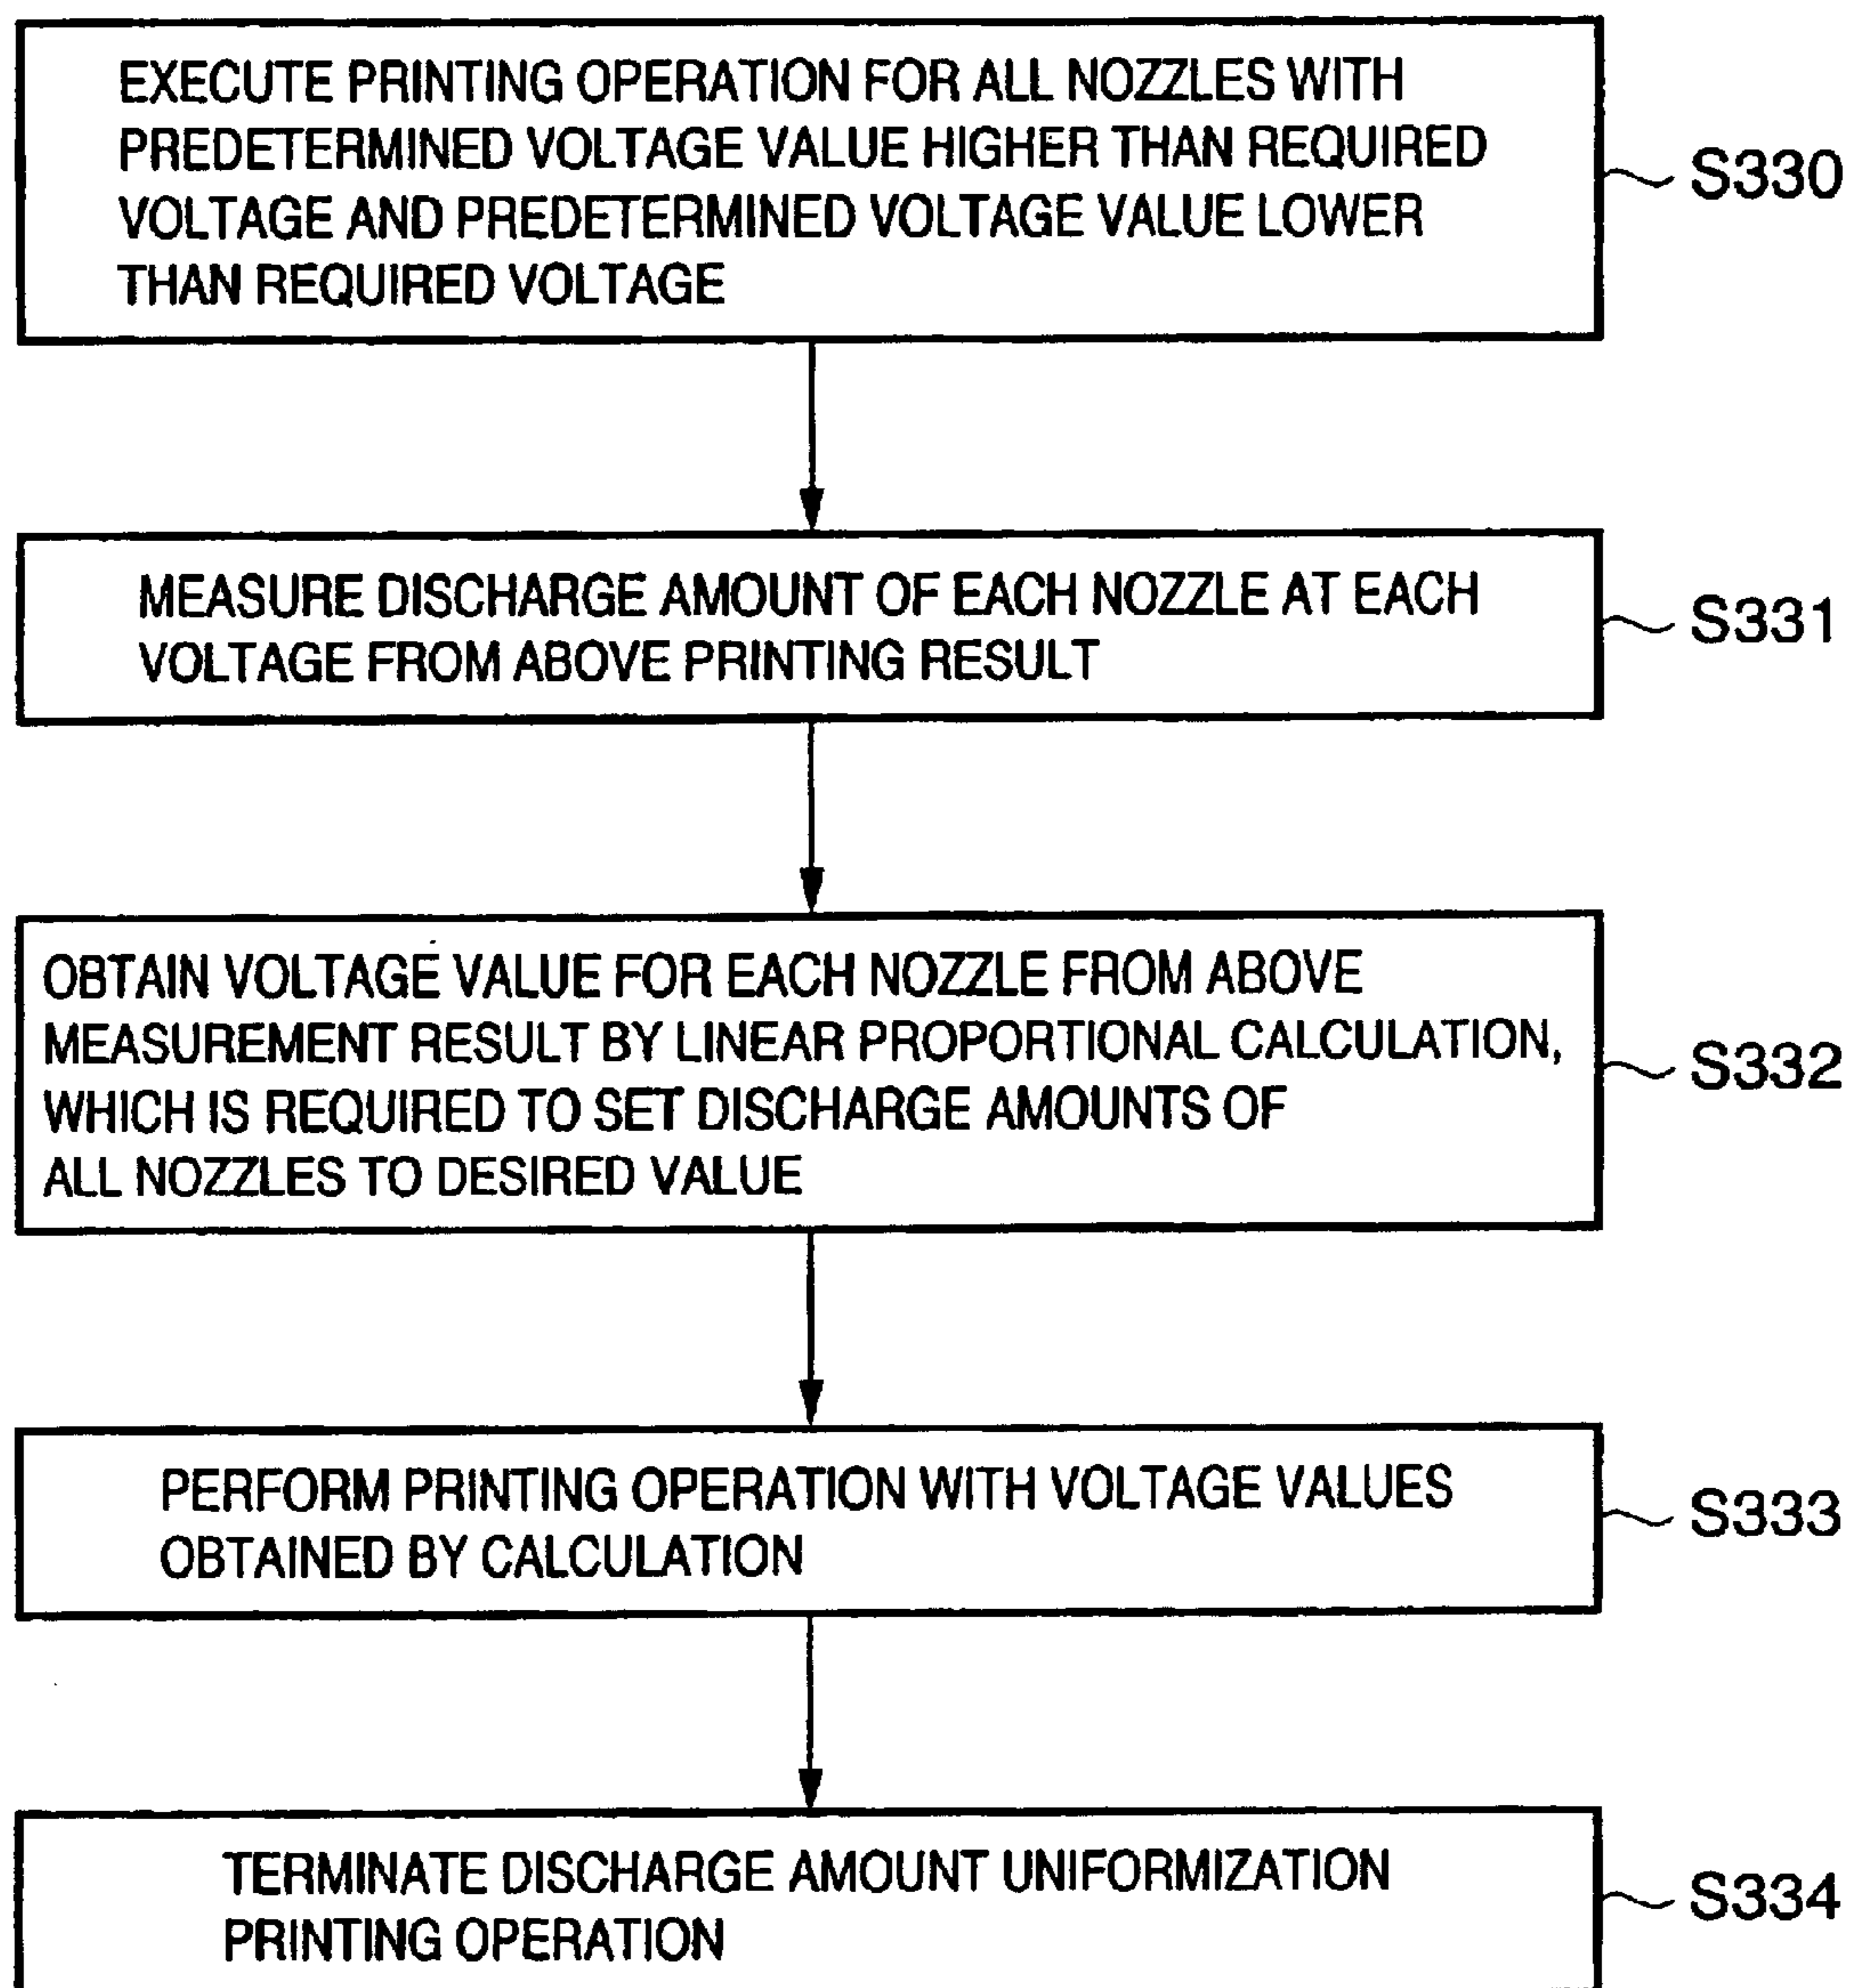 EXECUTE PRINTING OPERATION FOR ALL NOZZLES WITH
PREDETERMINED VOLTAGE VALUE HIGHER THAN REQUIRED
VOLTAGE AND PREDETERMINED VOLTAGE VALUE LOWER
THAN REQUIRED VOLTAGE
S330
MEASURE DISCHARGE AMOUNT OF EACH NOZZLE AT EACH
VOLTAGE FROM ABOVE PRINTING RESULT
S331
OBTAIN VOLTAGE VALUE FOR EACH NOZZLE FROM ABOVE
MEASUREMENT RESULT BY LINEAR PROPORTIONAL CALCULATION,
WHICH IS REQUIRED TO SET DISCHARGE AMOUNTS OF
ALL NOZZLES TO DESIRED VALUE
S332
PERFORM PRINTING OPERATION WITH VOLTAGE VALUES
OBTAINED BY CALCULATION
S333
TERMINATE DISCHARGE AMOUNT UNIFORMIZATION
PRINTING OPERATION
S334